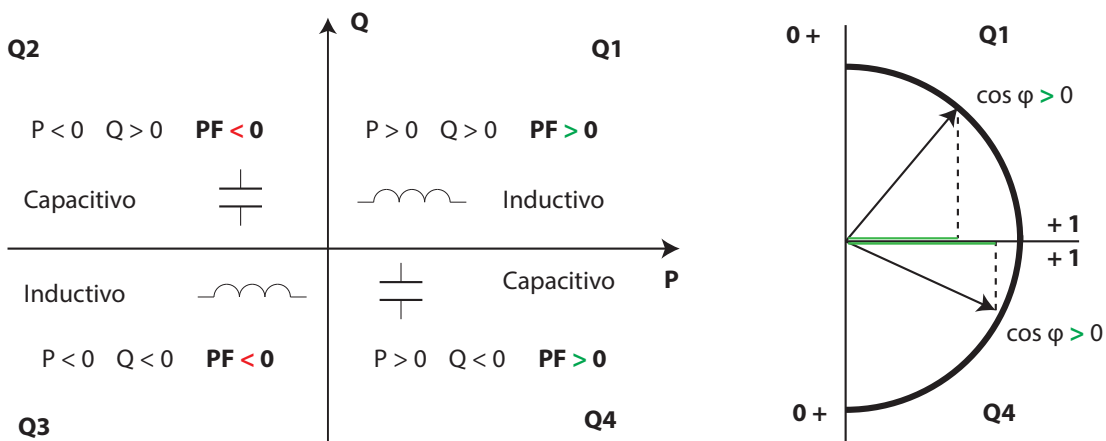 Q
Q2
Q1
P < 0 Q > 0 PF < 0
P > 0 Q > 0 PF > 0
Capacitivo
Inductivo
P
Inductivo
Capacitivo
P < 0 Q < 0 PF < 0
P > 0 Q < 0 PF > 0
Q3
Q4
0 +
Q1
cos φ > 0
+ 1
+ 1
cos φ > 0
0 +
Q4